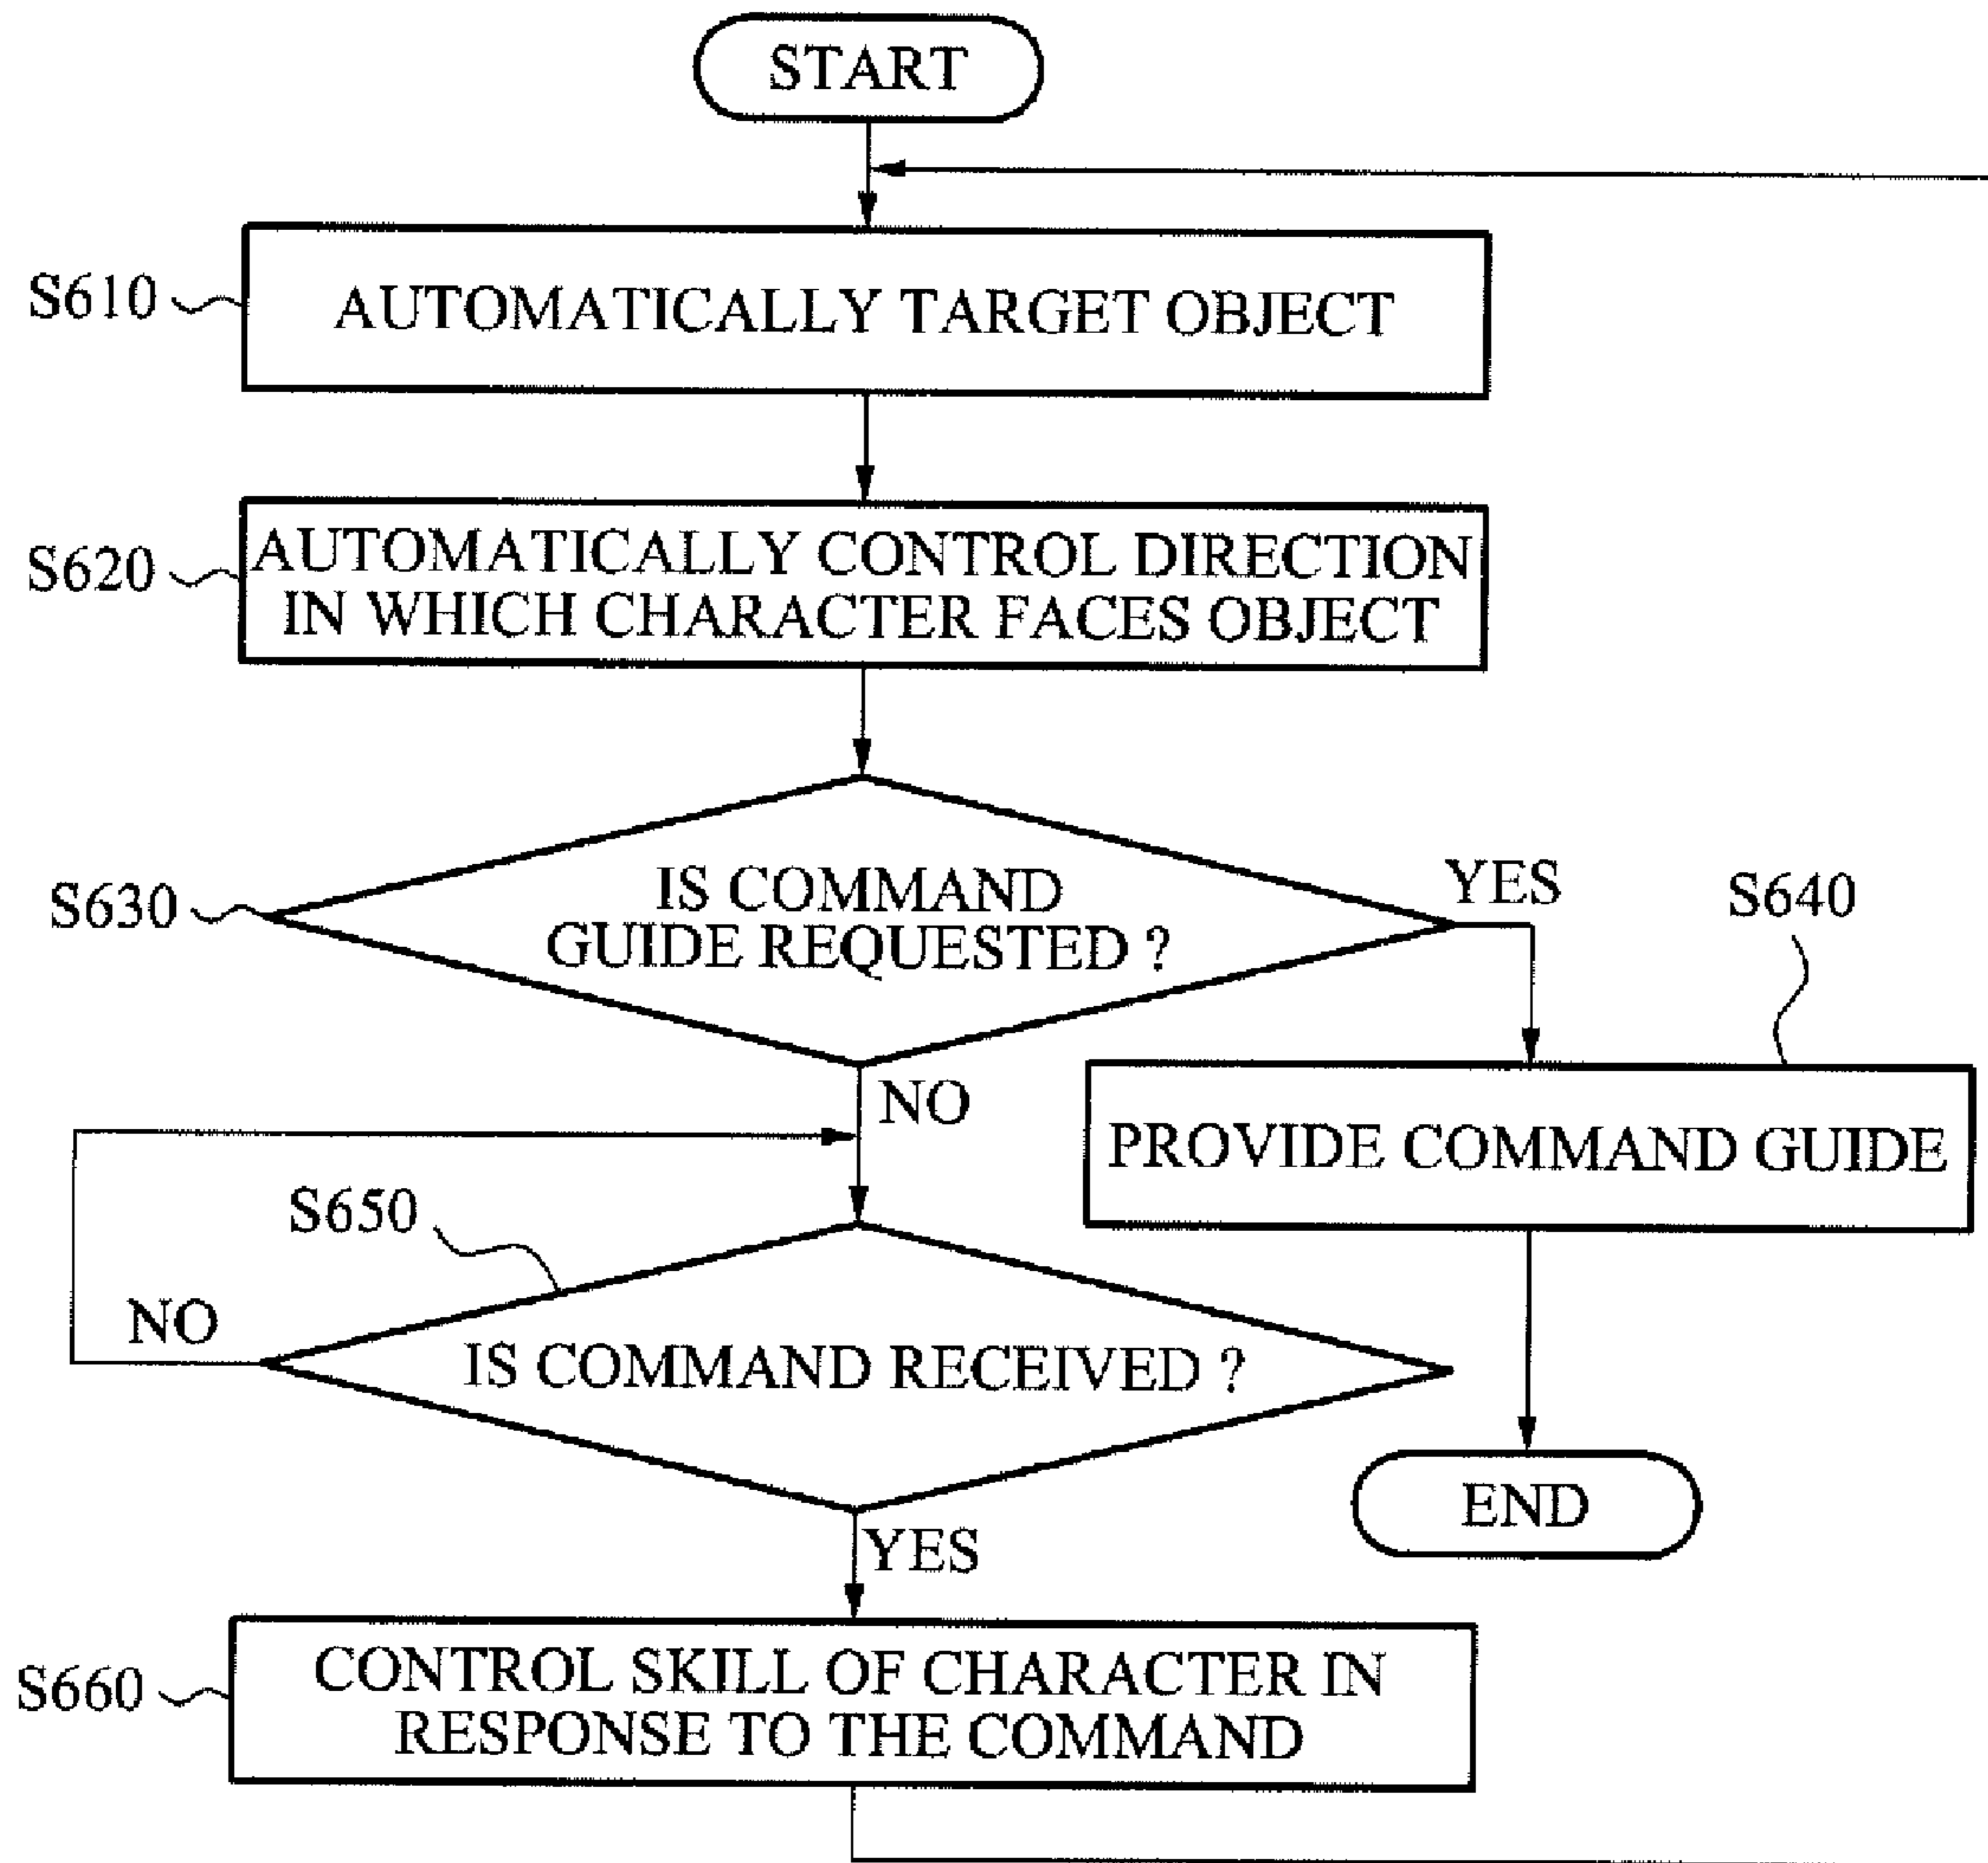 START
S610
AUTOMATICALLY TARGET OBJECT
S620
AUTOMATICALLY CONTROL DIRECTION
IN WHICH CHARACTER FACES OBJECT
S630
IS COMMAND
GUIDE REQUESTED ?
YES
S640
NO
PROVIDE COMMAND GUIDE
S650
NO
IS COMMAND RECEIVED ?
END
YES
S660
CONTROL SKILL OF CHARACTER IN
RESPONSE TO THE COMMAND